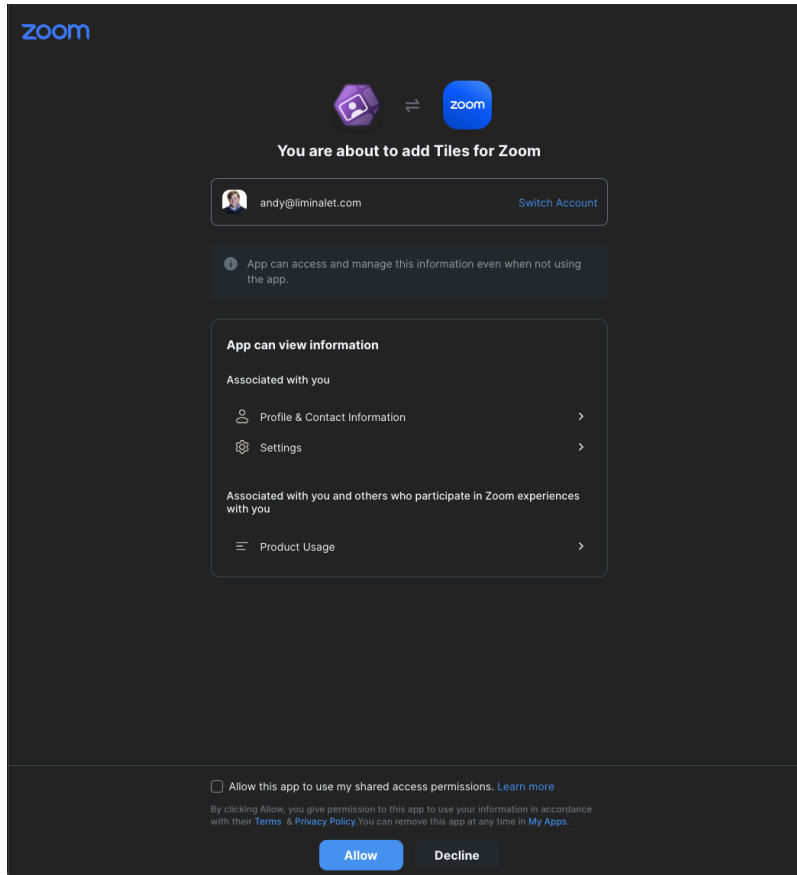 zoom
zoom
You are about to add Tiles for Zoom
andy@liminalet.com Switch Account
App can access and manage this information even when not using
the app.
App can view information
Associated with you
Profile & Contact Information
Settings
Associated with you and others who participate in Zoom experiences
with you
Product Usage
Allow this app to use my shared access permissions. Learn more
By clicking Allow, you give permission to this app to use your information in accordance
with their Terms & Privacy Policy.You can remove this app at any time in My Apps.
Allow Decline